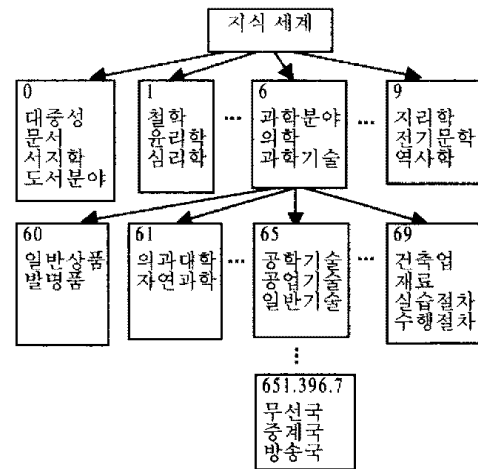 지식 세계
0
대중성
문서
서지학
도서분야
1
철학
윤리학
심리학
...
6
과학분야
의학
과학기술
...
9
지리학
전기문학
역사학
60
일반상품
발명품
61
의과대학
자연과학
...
65
공학기술
공업기술
일반기술
...
69
건축업
재료
실습절차
수행절차
651.396.7
무선국
중계국
방송국